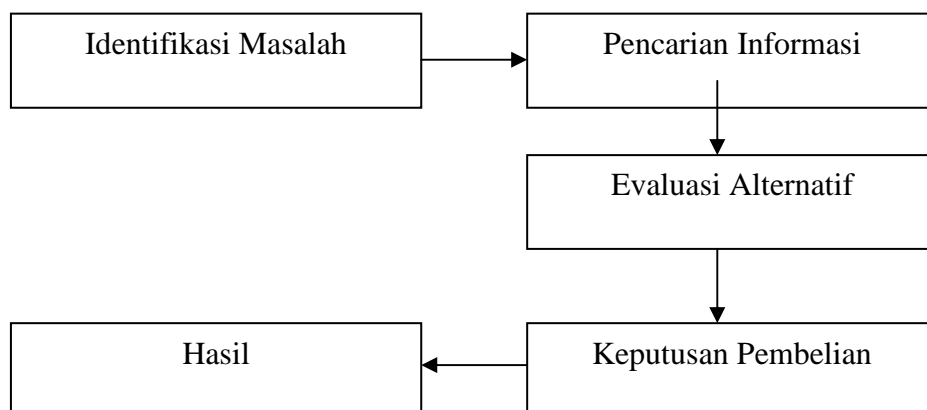 Identifikasi Masalah
Pencarian Informasi
Evaluasi Alternatif
Keputusan Pembelian
Hasil